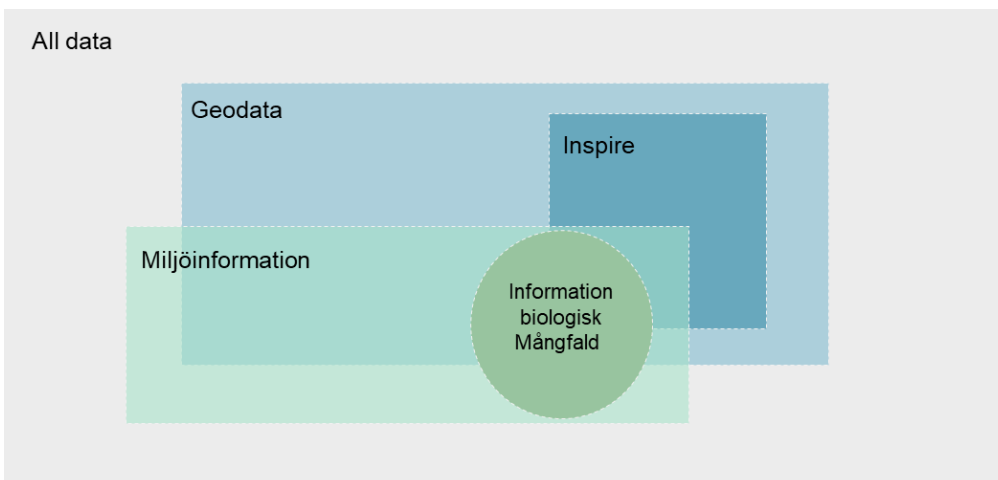 All data
Geodata
Inspire
Miljöinformation
Information
biologisk
Mångfald